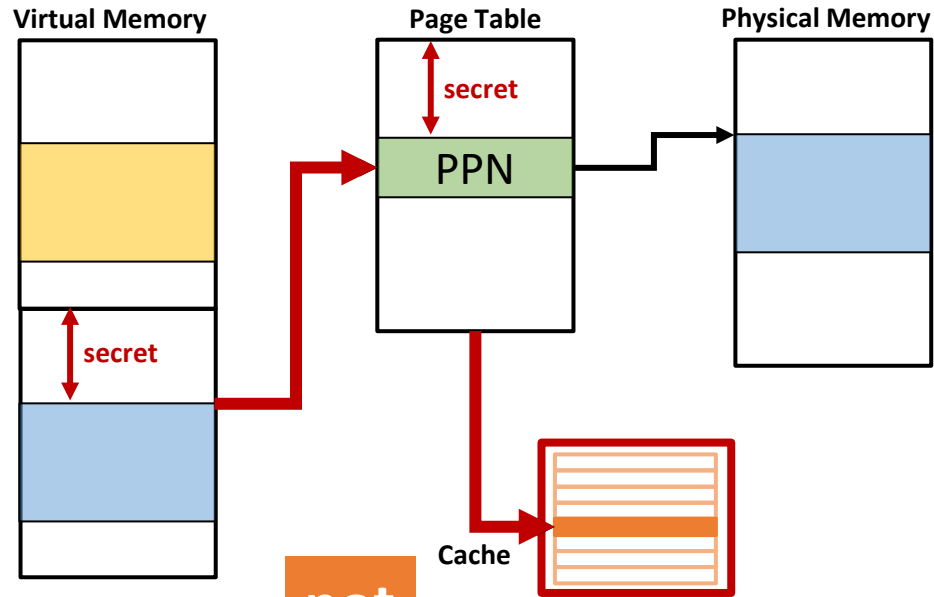 Virtual Memory
Page Table
Physical Memory
secret
PPN
secret
Cache